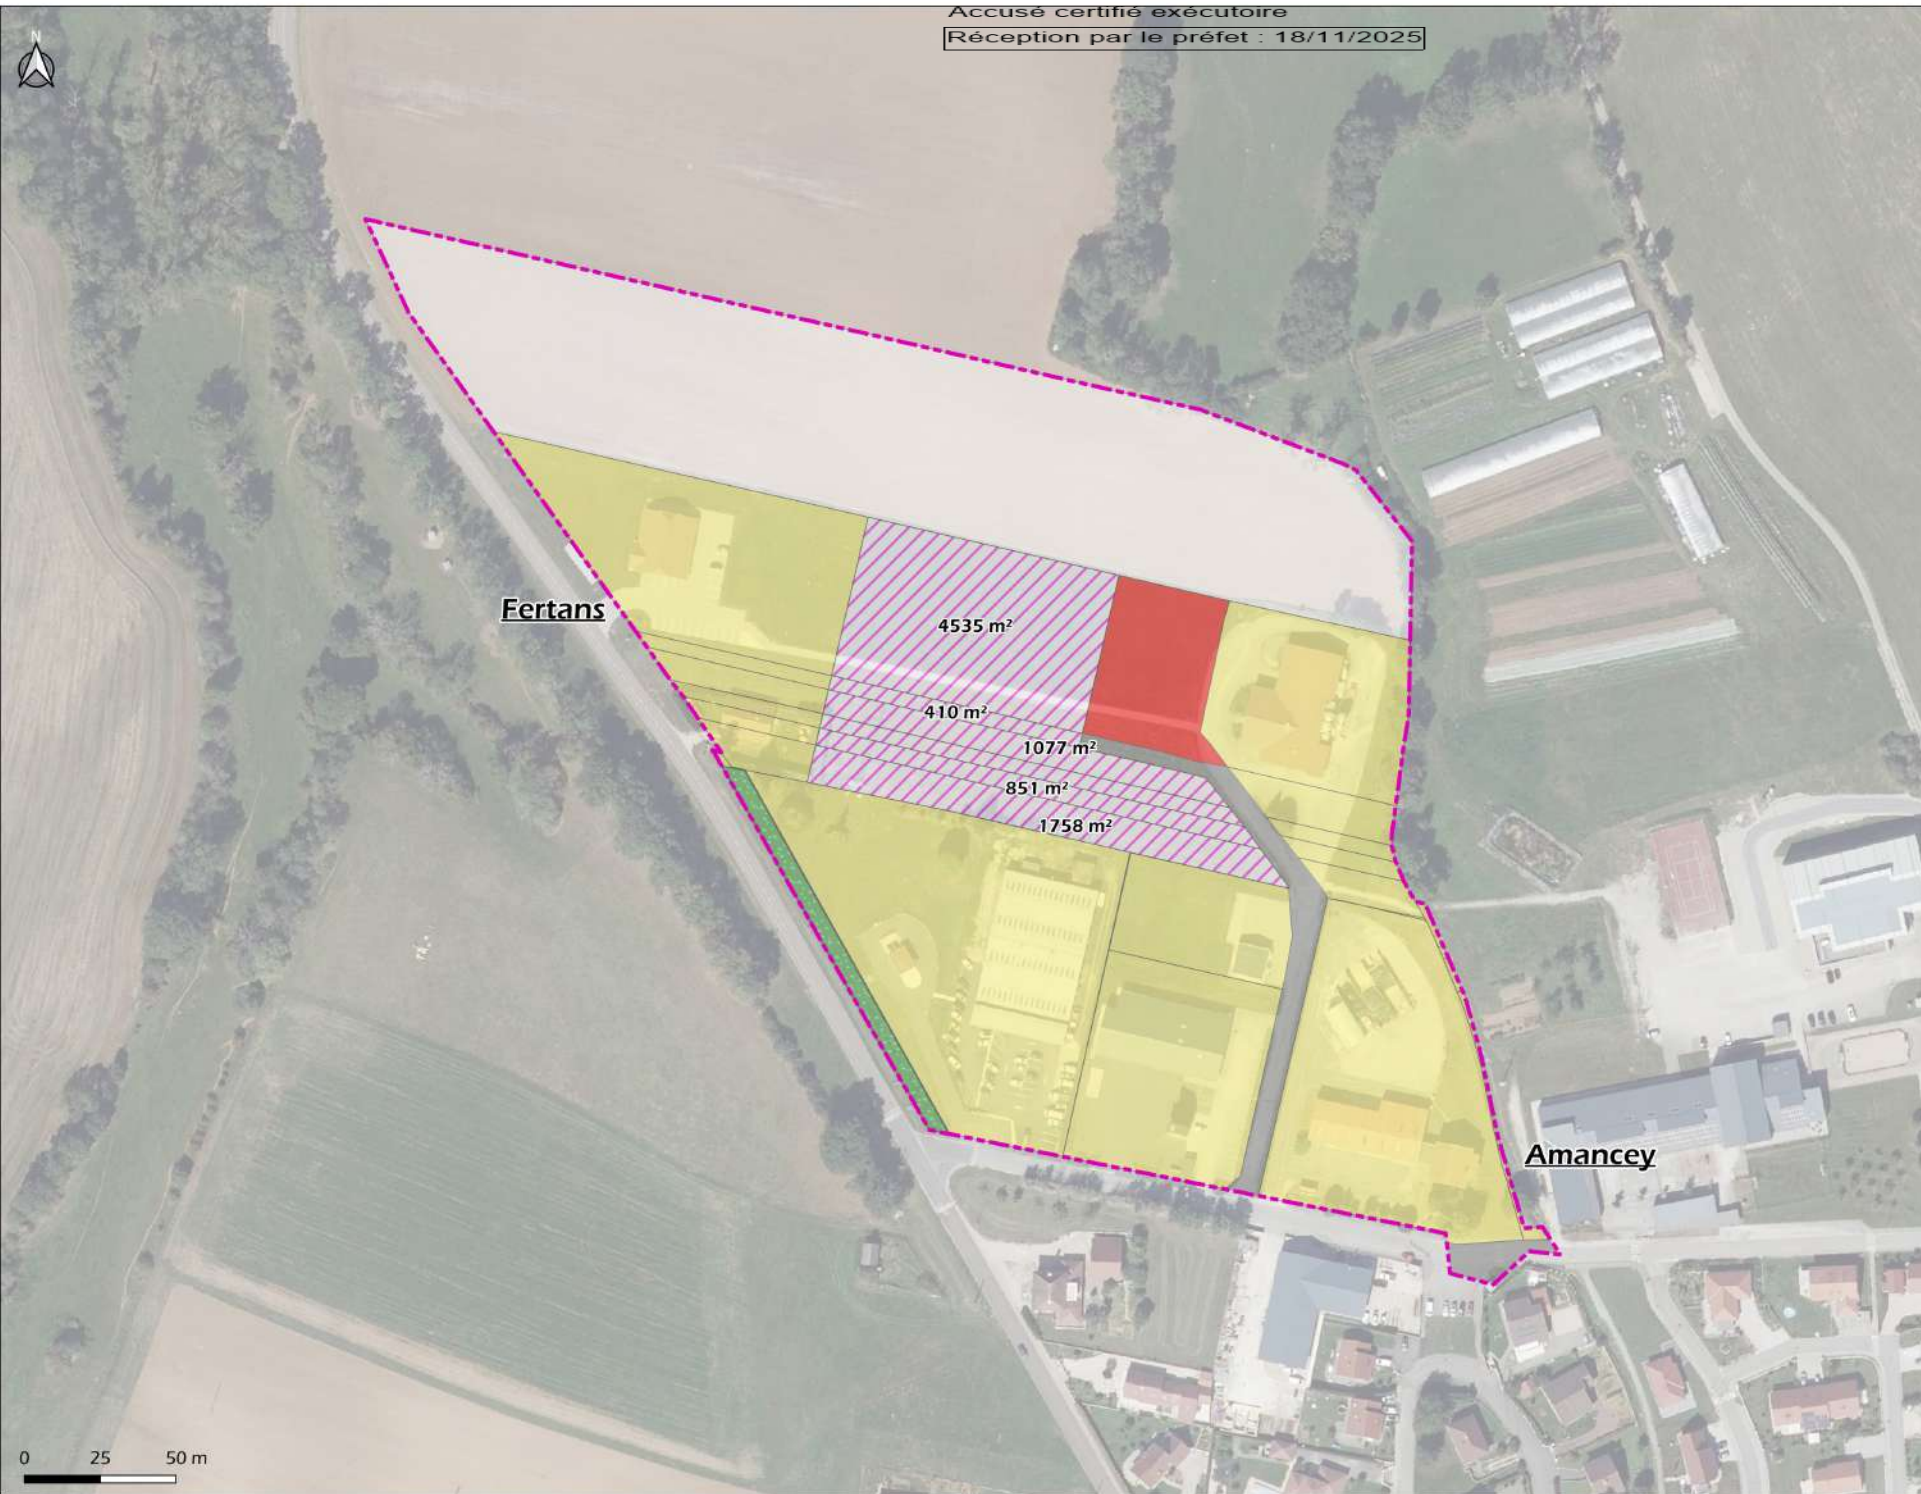 Accusé certifié exécutoire
Réception par le préfet : 18/11/2025
N
Fertans
4535 m²
410 m²
1077 m²
851 m²
1758 m²
Amancey
0 25 50 m